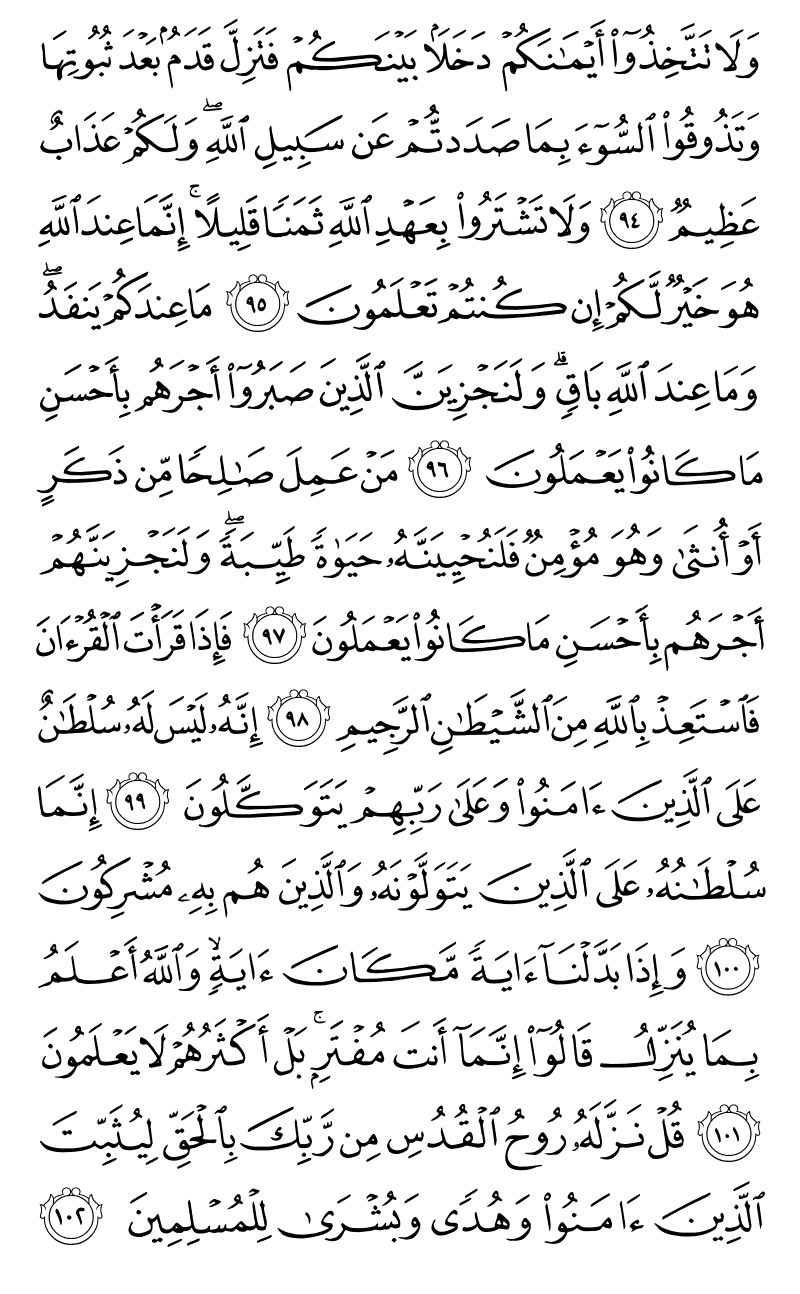 وَلَا تَتَّخِذُوٓا۟ أَيْمَـٰنَكُمْ دَخَلًۢا بَيْنَكُمْ فَتَزِلَّ قَدَمٌۢ بَعْدَ ثُبُوتِهَا
وَتَذُوقُوا۟ ٱلسُّوٓءَ بِمَا صَدَدتُّمْ عَن سَبِيلِ ٱللَّهِ ۖ وَلَكُمْ عَذَابٌ
عَظِيمٌ ٩٤ وَلَا تَشْتَرُوا۟ بِعَهْدِ ٱللَّهِ ثَمَنًا قَلِيلًا ۚ إِنَّمَا عِندَ ٱللَّهِ
هُوَ خَيْرٌ لَّكُمْ إِن كُنتُمْ تَعْلَمُونَ ٩٥ مَا عِندَكُمْ يَنفَدُ ۖ
وَمَا عِندَ ٱللَّهِ بَاقٍ ۗ وَلَنَجْزِيَنَّ ٱلَّذِينَ صَبَرُوٓا۟ أَجْرَهُم بِأَحْسَنِ
مَا كَانُوا۟ يَعْمَلُونَ ٩٦ مَنْ عَمِلَ صَـٰلِحًا مِّن ذَكَرٍ
أَوْ أُنثَىٰ وَهُوَ مُؤْمِنٌ فَلَنُحْيِيَنَّهُۥ حَيَوٰةً طَيِّبَةً ۖ وَلَنَجْزِيَنَّهُمْ
أَجْرَهُم بِأَحْسَنِ مَا كَانُوا۟ يَعْمَلُونَ ٩٧ فَإِذَا قَرَأْتَ ٱلْقُرْءَانَ
فَٱسْتَعِذْ بِٱللَّهِ مِنَ ٱلشَّيْطَـٰنِ ٱلرَّجِيمِ ٩٨ إِنَّهُۥ لَيْسَ لَهُۥ سُلْطَـٰنٌ
عَلَى ٱلَّذِينَ ءَامَنُوا۟ وَعَلَىٰ رَبِّهِمْ يَتَوَكَّلُونَ ٩٩ إِنَّمَا
سُلْطَـٰنُهُۥ عَلَى ٱلَّذِينَ يَتَوَلَّوْنَهُۥ وَٱلَّذِينَ هُم بِهِۦ مُشْرِكُونَ
١٠٠ وَإِذَا بَدَّلْنَآ ءَايَةً مَّكَانَ ءَايَةٍ ۙ وَٱللَّهُ أَعْلَمُ
بِمَا يُنَزِّلُ قَالُوٓا۟ إِنَّمَآ أَنتَ مُفْتَرٍۭ ۚ بَلْ أَكْثَرُهُمْ لَا يَعْلَمُونَ
١٠١ قُلْ نَزَّلَهُۥ رُوحُ ٱلْقُدُسِ مِن رَّبِّكَ بِٱلْحَقِّ لِيُثَبِّتَ
ٱلَّذِينَ ءَامَنُوا۟ وَهُدًى وَبُشْرَىٰ لِلْمُسْلِمِينَ ١٠٢